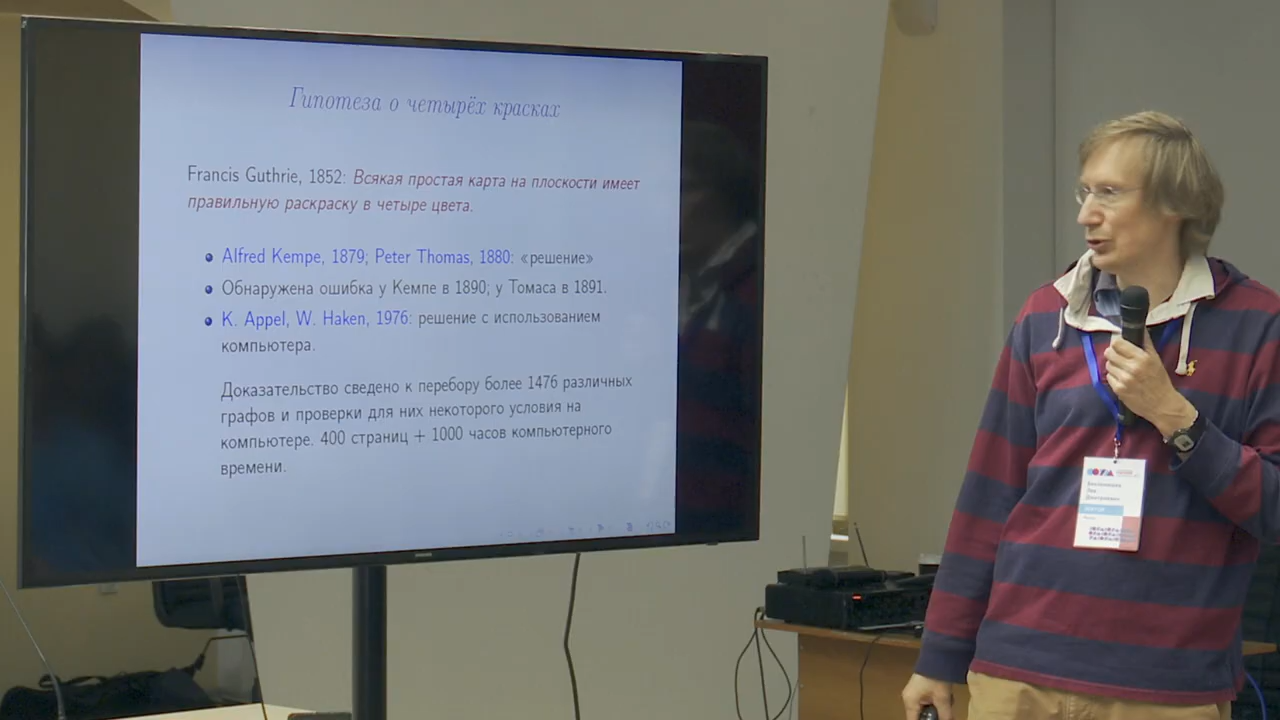 Гипотеза о четырёх красках
Francis Guthrie, 1852: Всякая простая карта на плоскости имеет
правильную раскраску в четыре цвета.
Alfred Kempe, 1879; Peter Thomas, 1880: «решение»
Обнаружена ошибка у Кемпе в 1890; у Томаса в 1891.
K. Appel, W. Haken, 1976: решение с использованием
компьютера.
Доказательство сведено к перебору более 1476 различных
графов и проверки для них некоторого условия на
компьютере. 400 страниц + 1000 часов компьютерного
времени.
SAMSUNG